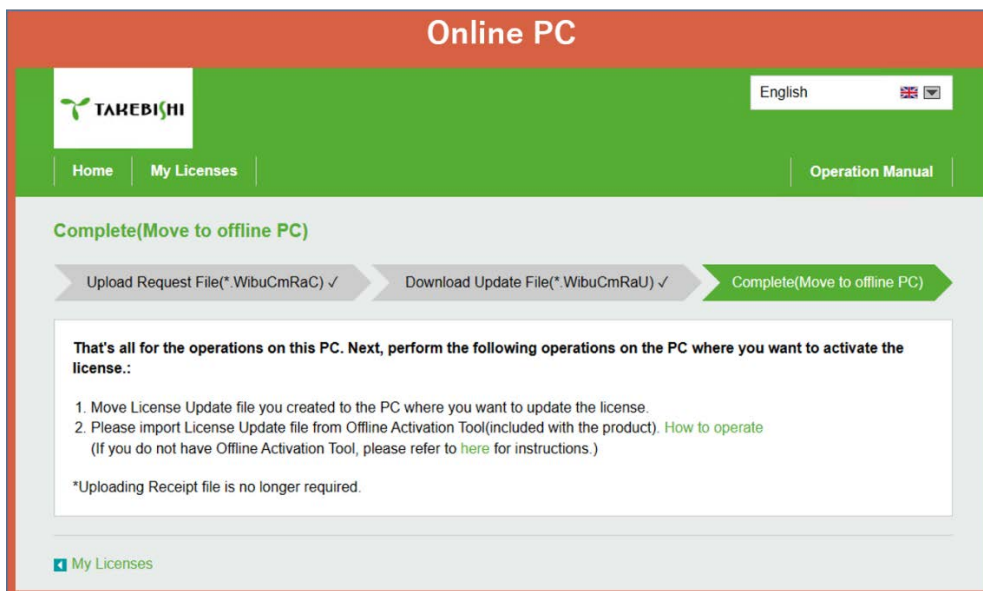 Online PC
TAKEBISHI
English
Home
My Licenses
Operation Manual
Complete(Move to offline PC)
Upload Request File(*.WibuCmRaC) ✓
Download Update File(*.WibuCmRaU) ✓
Complete(Move to offline PC)
That's all for the operations on this PC. Next, perform the following operations on the PC where you want to activate the
license.:
1. Move License Update file you created to the PC where you want to update the license.
2. Please import License Update file from Offline Activation Tool(included with the product). How to operate
(If you do not have Offline Activation Tool, please refer to here for instructions.)
*Uploading Receipt file is no longer required.
My Licenses